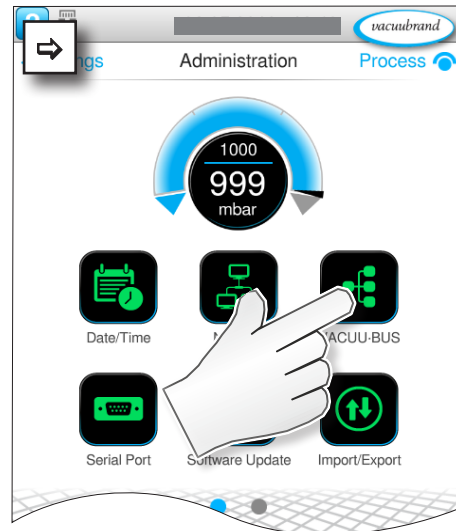 vacuubrand
ngs Administration Process
1000
999
mbar
Date/Time VACUU·BUS
Serial Port Software Update Import/Export